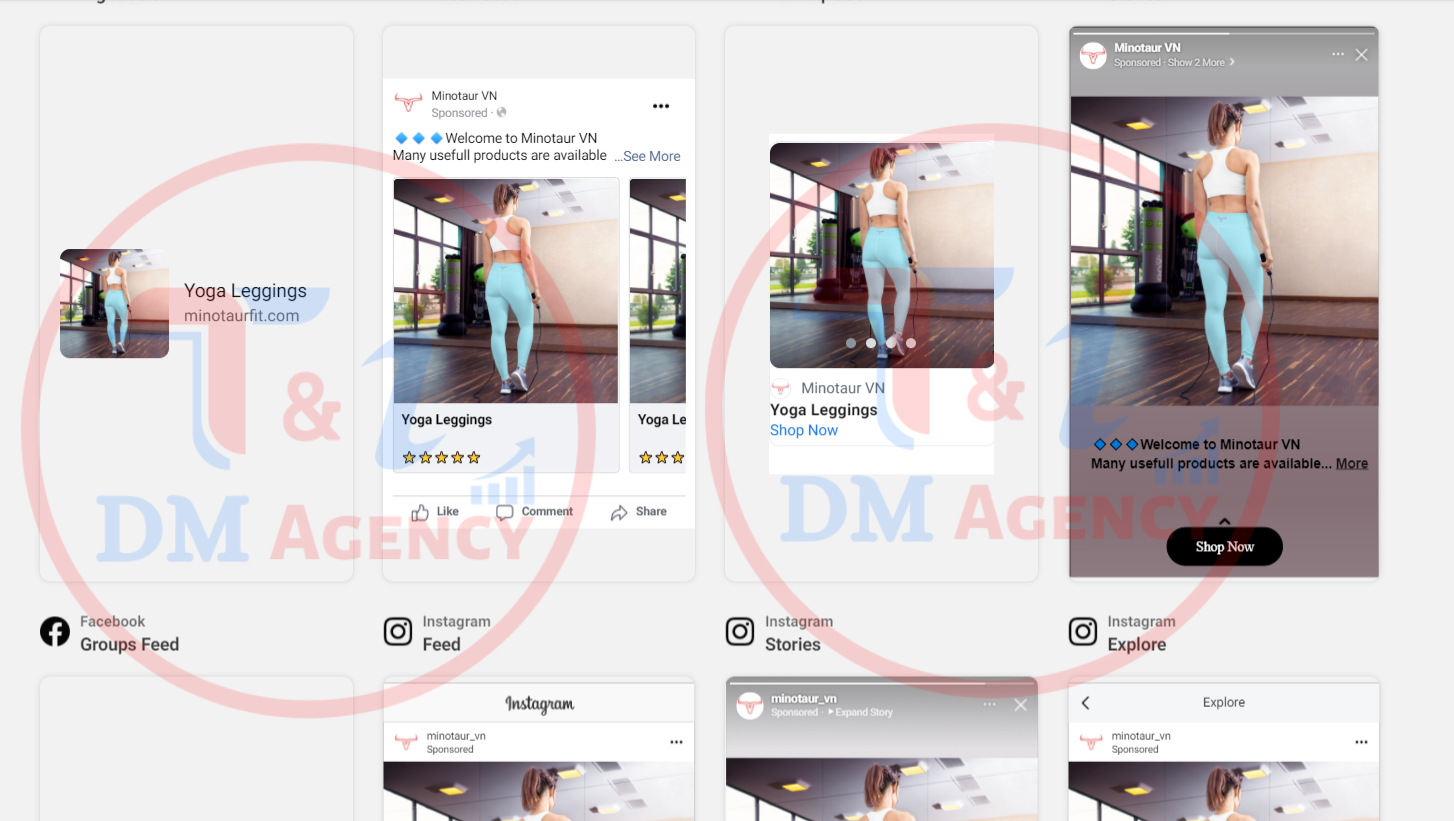 Yoga Leggings
minotaurfit.com
Minotaur VN
Sponsored ·
🔷 🔷 🔷Welcome to Minotaur VN
Many usefull products are available ...See More
Yoga Leggings
Yoga Le
Like
Comment
Share
Minotaur VN
Yoga Leggings
Shop Now
Minotaur VN
Sponsored · Show 2 More
🔷🔷🔷Welcome to Minotaur VN
Many usefull products are available... More
Shop Now
T&i
DM AGENCY
T&i
DM AGENCY
Facebook
Groups Feed
Instagram
Feed
Instagram
Stories
Instagram
Explore
Instagram
minotaur_vn
Sponsored
minotaur_vn
Sponsored · Expand Story
Explore
minotaur_vn
Sponsored